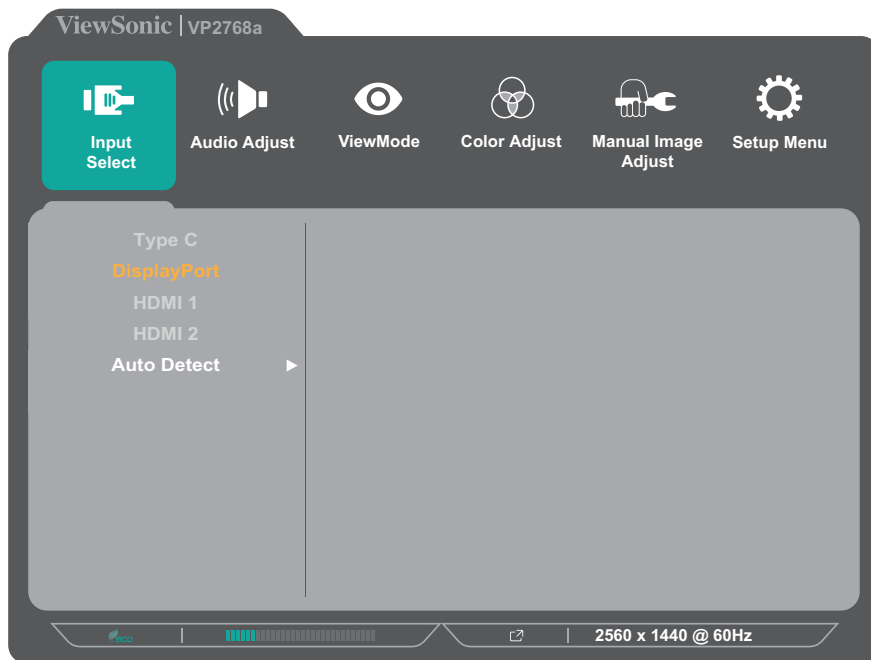 ViewSonic | VP2768a
Input
Select
Audio Adjust
ViewMode
Color Adjust
Manual Image
Adjust
Setup Menu
Type C
DisplayPort
HDMI 1
HDMI 2
Auto Detect
eco
2560 x 1440 @ 60Hz